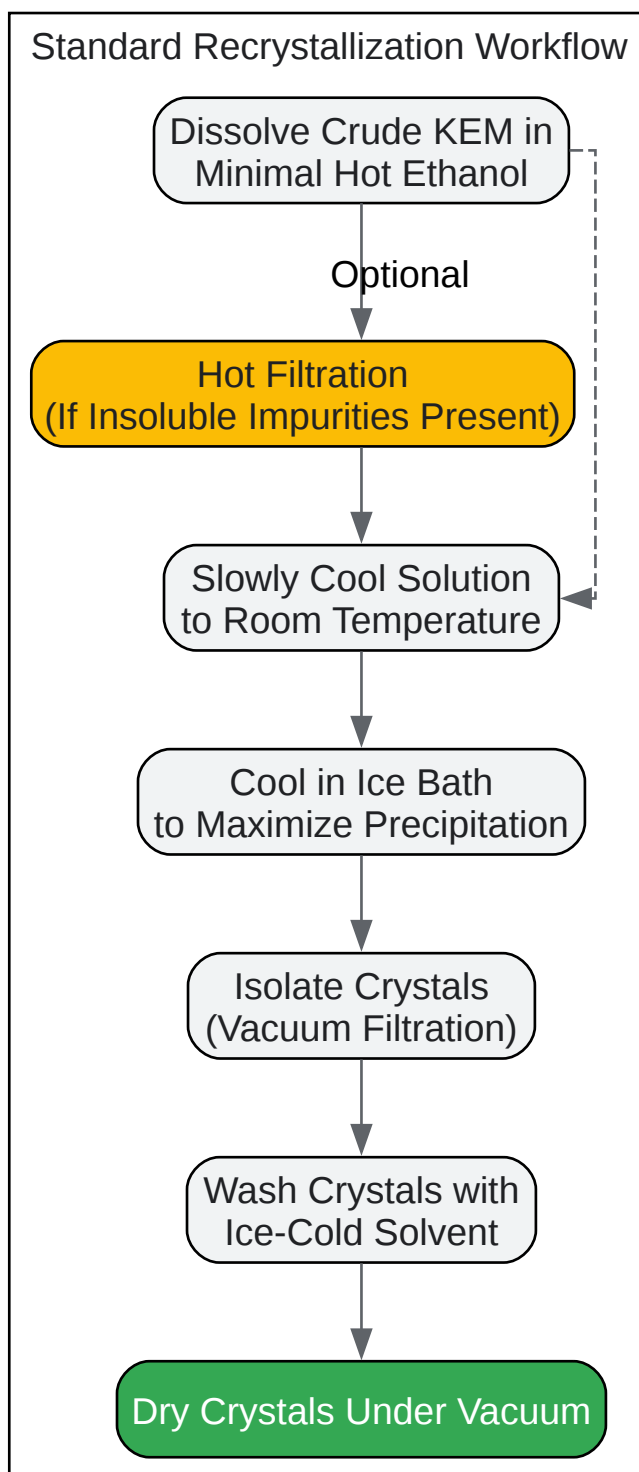 Standard Recrystallization Workflow
Dissolve Crude KEM in
Minimal Hot Ethanol
Optional
Hot Filtration
(If Insoluble Impurities Present)
Slowly Cool Solution
to Room Temperature
Cool in Ice Bath
to Maximize Precipitation
Isolate Crystals
(Vacuum Filtration)
Wash Crystals with
Ice-Cold Solvent
Dry Crystals Under Vacuum